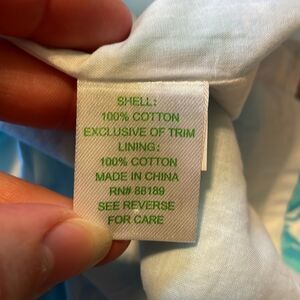 SHELL:
100% COTTON
EXCLUSIVE OF TRIM
LINING:
100% COTTON
MADE IN CHINA
RN# 88189
SEE REVERSE
FOR CARE